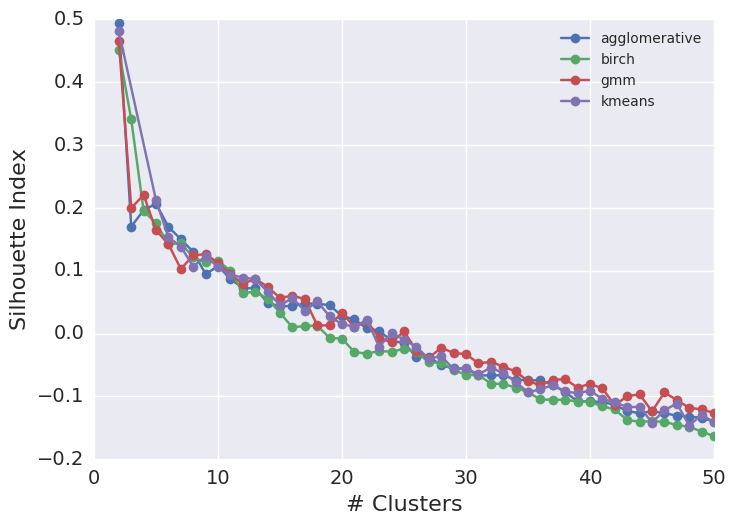 0.5
0.4
0.3
0.2
0.1
0.0
−0.1
−0.2
Silhouette Index
agglomerative
birch
gmm
kmeans
0 10 20 30 40 50
# Clusters